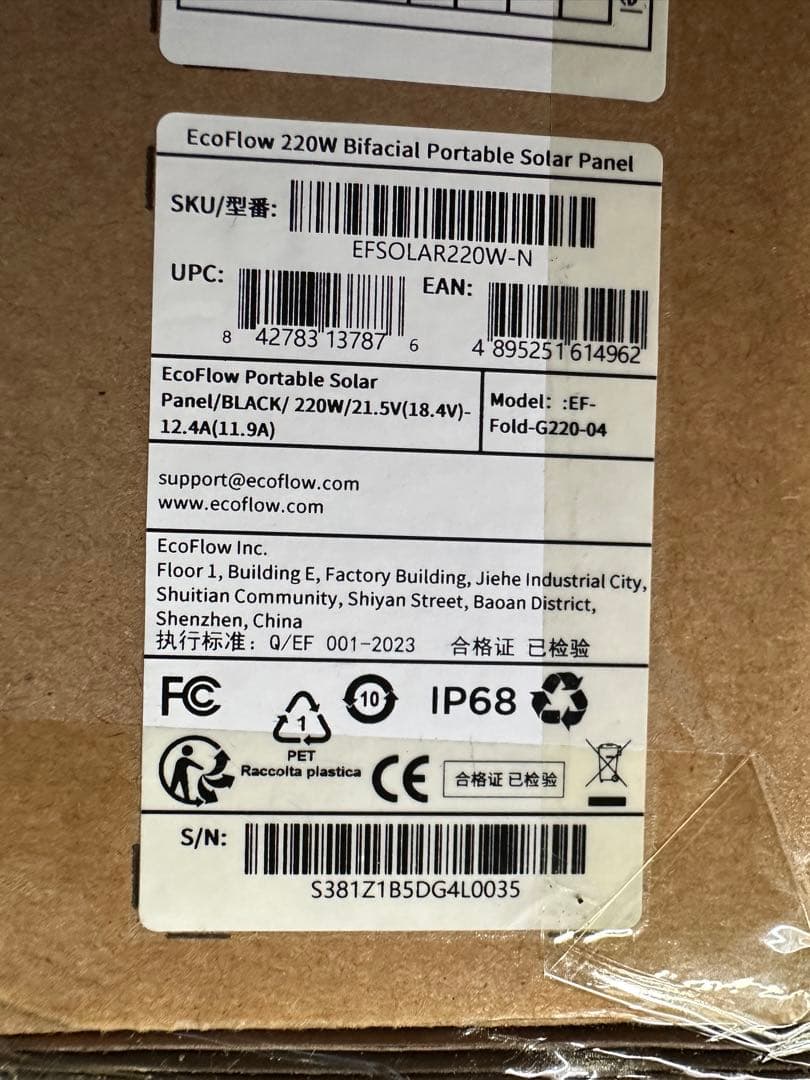 EcoFlow 220W Bifacial Portable Solar Panel
SKU/型番:
EFSOLAR220W-N
UPC:
8 42783 13787 6
EAN:
4 895251 614962
EcoFlow Portable Solar
Panel/BLACK/ 220W/21.5V(18.4V)-
12.4A(11.9A)
Model: :EF-
Fold-G220-04
support@ecoflow.com
www.ecoflow.com
EcoFlow Inc.
Floor 1, Building E, Factory Building, Jiehe Industrial City,
Shuitian Community, Shiyan Street, Baoan District,
Shenzhen, China
执行标准: Q/EF 001-2023 合格证 已检验
FC
1
PET
Raccolta plastica
10
IP68
CE
合格证 已检验
S/N:
S381Z1B5DG4L0035